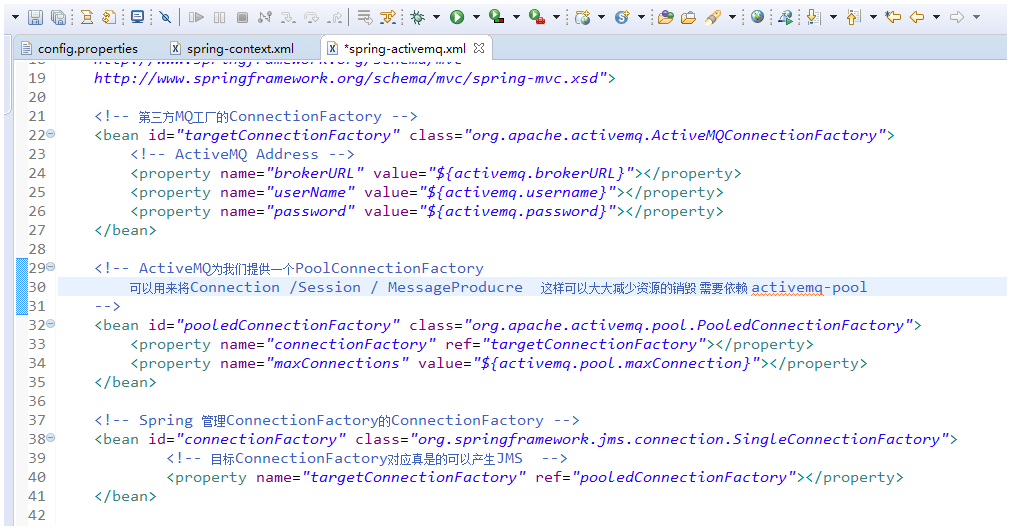 config.properties
spring-context.xml
*spring-activemq.xml
19 http://www.springframework.org/schema/mvc/spring-mvc.xsd">
20
21 <!-- 第三方MQ工厂的ConnectionFactory -->
22 <bean id="targetConnectionFactory" class="org.apache.activemq.ActiveMQConnectionFactory">
23 <!-- ActiveMQ Address -->
24 <property name="brokerURL" value="${activemq.brokerURL}"></property>
25 <property name="userName" value="${activemq.username}"></property>
26 <property name="password" value="${activemq.password}"></property>
27 </bean>
28
29 <!-- ActiveMQ为我们提供一个PoolConnectionFactory
30 可以用来将Connection /Session / MessageProducre 这样可以大大减少资源的销毁 需要依赖 activemq-pool
31 -->
32 <bean id="pooledConnectionFactory" class="org.apache.activemq.pool.PooledConnectionFactory">
33 <property name="connectionFactory" ref="targetConnectionFactory"></property>
34 <property name="maxConnections" value="${activemq.pool.maxConnection}"></property>
35 </bean>
36
37 <!-- Spring 管理ConnectionFactory的ConnectionFactory -->
38 <bean id="connectionFactory" class="org.springframework.jms.connection.SingleConnectionFactory">
39 <!-- 目标ConnectionFactory对应真是的可以产生JMS -->
40 <property name="targetConnectionFactory" ref="pooledConnectionFactory"></property>
41 </bean>
42